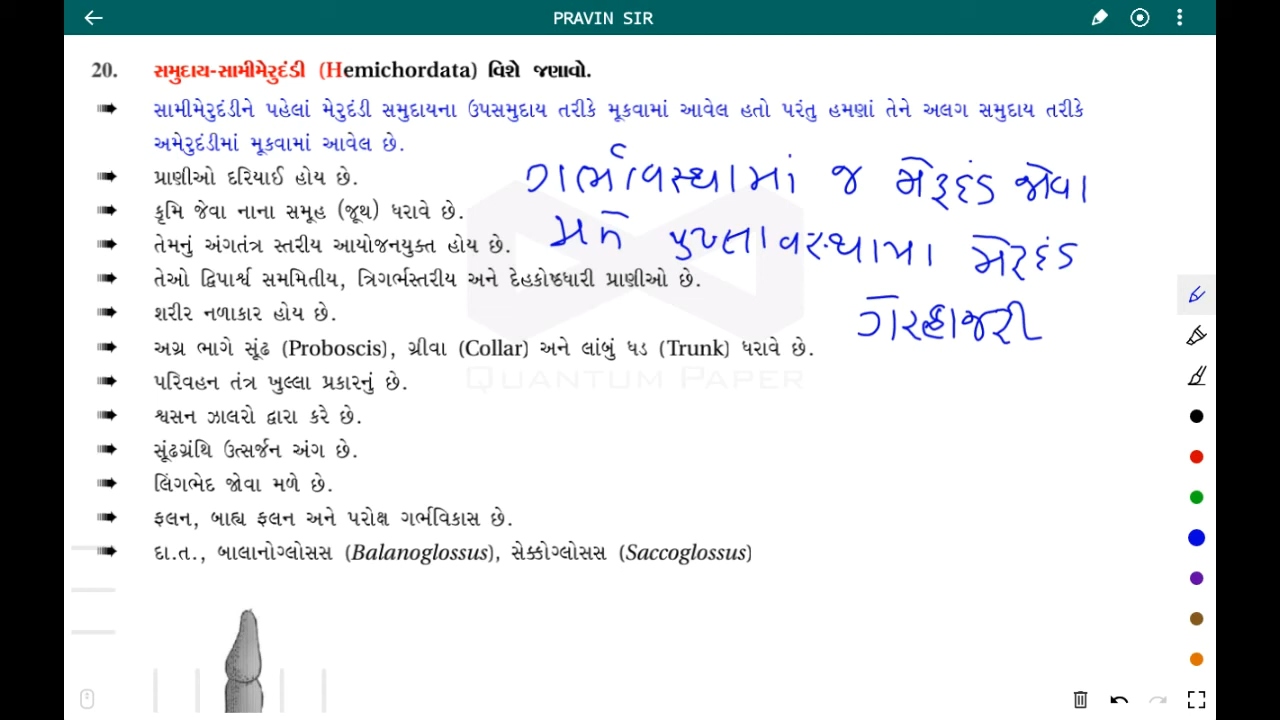 PRAVIN SIR
20. સમુદાય-સામીમેરુદંડી (Hemichordata) વિશે જણાવો.
સામીમેરુદંડીને પહેલાં મેરુદંડી સમુદાયના ઉપસમુદાય તરીકે મૂકવામાં આવેલ હતો પરંતુ હમણાં તેને અલગ સમુદાય તરીકે
અમેરુદંડીમાં મૂકવામાં આવેલ છે.
પ્રાણીઓ દરિયાઈ હોય છે.
ગર્ભાવસ્થામાં જ મેરૂદંડ જોવા
કૃમિ જેવા નાના સમૂહ (જૂથ) ધરાવે છે.
મળે પુખ્તાવસ્થામાં મેરદંડ
તેમનું અંગતંત્ર સ્તરીય આયોજનયુક્ત હોય છે.
તેઓ દ્વિપાર્શ્વ સમમિતીય, ત્રિગર્ભસ્તરીય અને દેહકોષ્ઠધારી પ્રાણીઓ છે.
શરીર નળાકાર હોય છે.
ગેરહાજરી
અગ્ર ભાગે સૂંઢ (Proboscis), ગ્રીવા (Collar) અને લાંબું ધડ (Trunk) ધરાવે છે.
QUANTUM PAPER
પરિવહન તંત્ર ખુલ્લા પ્રકારનું છે.
શ્વસન ઝાલરો દ્વારા કરે છે.
સૂંઢગ્રંથિ ઉત્સર્જન અંગ છે.
લિંગભેદ જોવા મળે છે.
ફલન, બાહ્ય ફલન અને પરોક્ષ ગર્ભવિકાસ છે.
દા.ત., બાલાનોગ્લોસસ (Balanoglossus), સેક્કોગ્લોસસ (Saccoglossus)